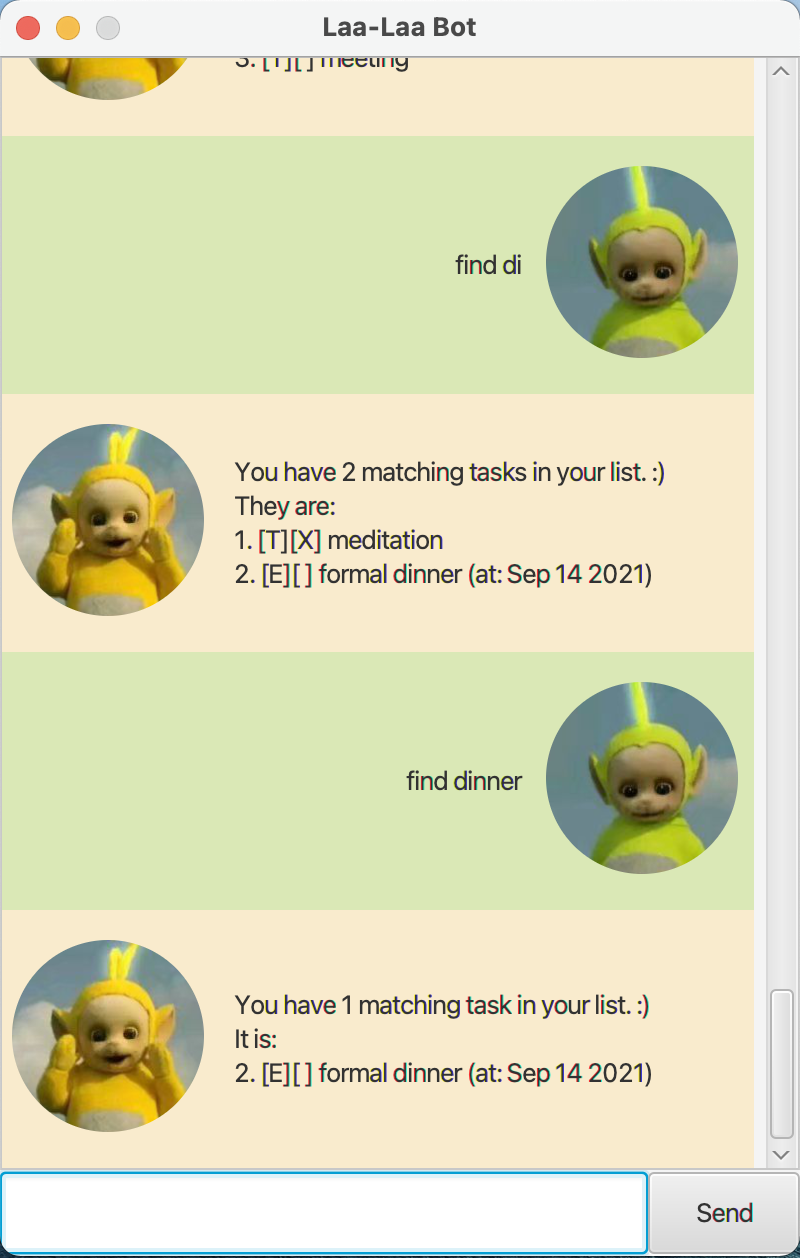 Laa-Laa Bot
3. [T][ ] meeting
find di
You have 2 matching tasks in your list. :)
They are:
1. [T][X] meditation
2. [E][ ] formal dinner (at: Sep 14 2021)
find dinner
You have 1 matching task in your list. :)
It is:
2. [E][ ] formal dinner (at: Sep 14 2021)
Send